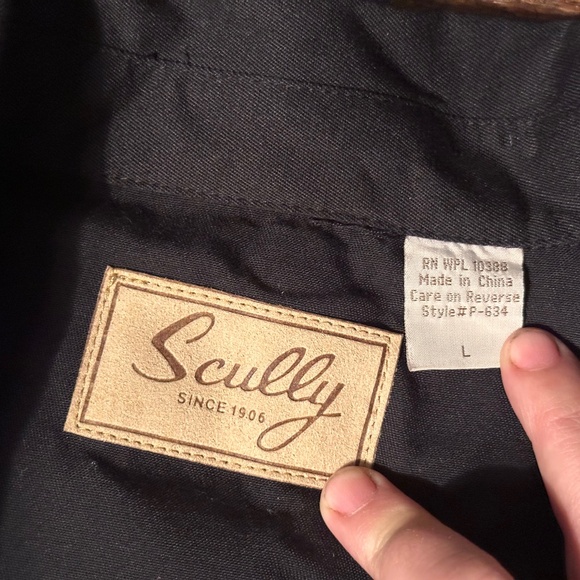 Scully
SINCE 1906
RN WPL 10388
Made in China
Care on Reverse
Style# P-634
L